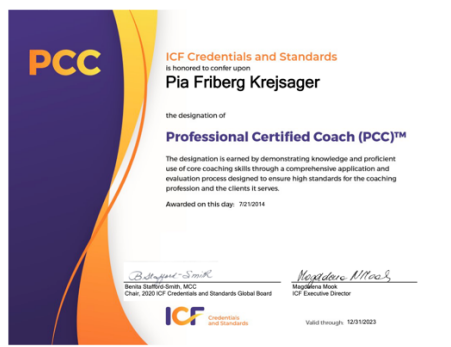 PCC
ICF Credentials and Standards
is honored to confer upon
Pia Friberg Krejsager
the designation of
Professional Certified Coach (PCC)™
The designation is earned by demonstrating knowledge and proficient
use of core coaching skills through a comprehensive application and
evaluation process designed to ensure high standards for the coaching
profession and the clients it serves.
Awarded on this day: 7/21/2014
B Stafford-Smith
Magdalena N Mook
Benita Stafford-Smith, MCC
Chair, 2020 ICF Credentials and Standards Global Board
Magdalena Mook
ICF Executive Director
ICF
Credentials
and Standards
Valid through: 12/31/2023